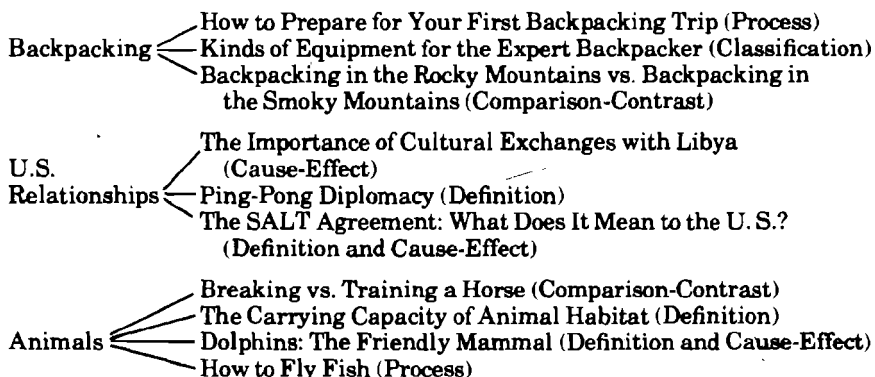 How to Prepare for Your First Backpacking Trip (Process)
Backpacking Kinds of Equipment for the Expert Backpacker (Classification)
Backpacking in the Rocky Mountains vs. Backpacking in
the Smoky Mountains (Comparison-Contrast)
The Importance of Cultural Exchanges with Libya
U.S. (Cause-Effect)
Relationships Ping-Pong Diplomacy (Definition)
The SALT Agreement: What Does It Mean to the U.S.?
(Definition and Cause-Effect)
Breaking vs. Training a Horse (Comparison-Contrast)
The Carrying Capacity of Animal Habitat (Definition)
Animals Dolphins: The Friendly Mammal (Definition and Cause-Effect)
How to Fly Fish (Process)